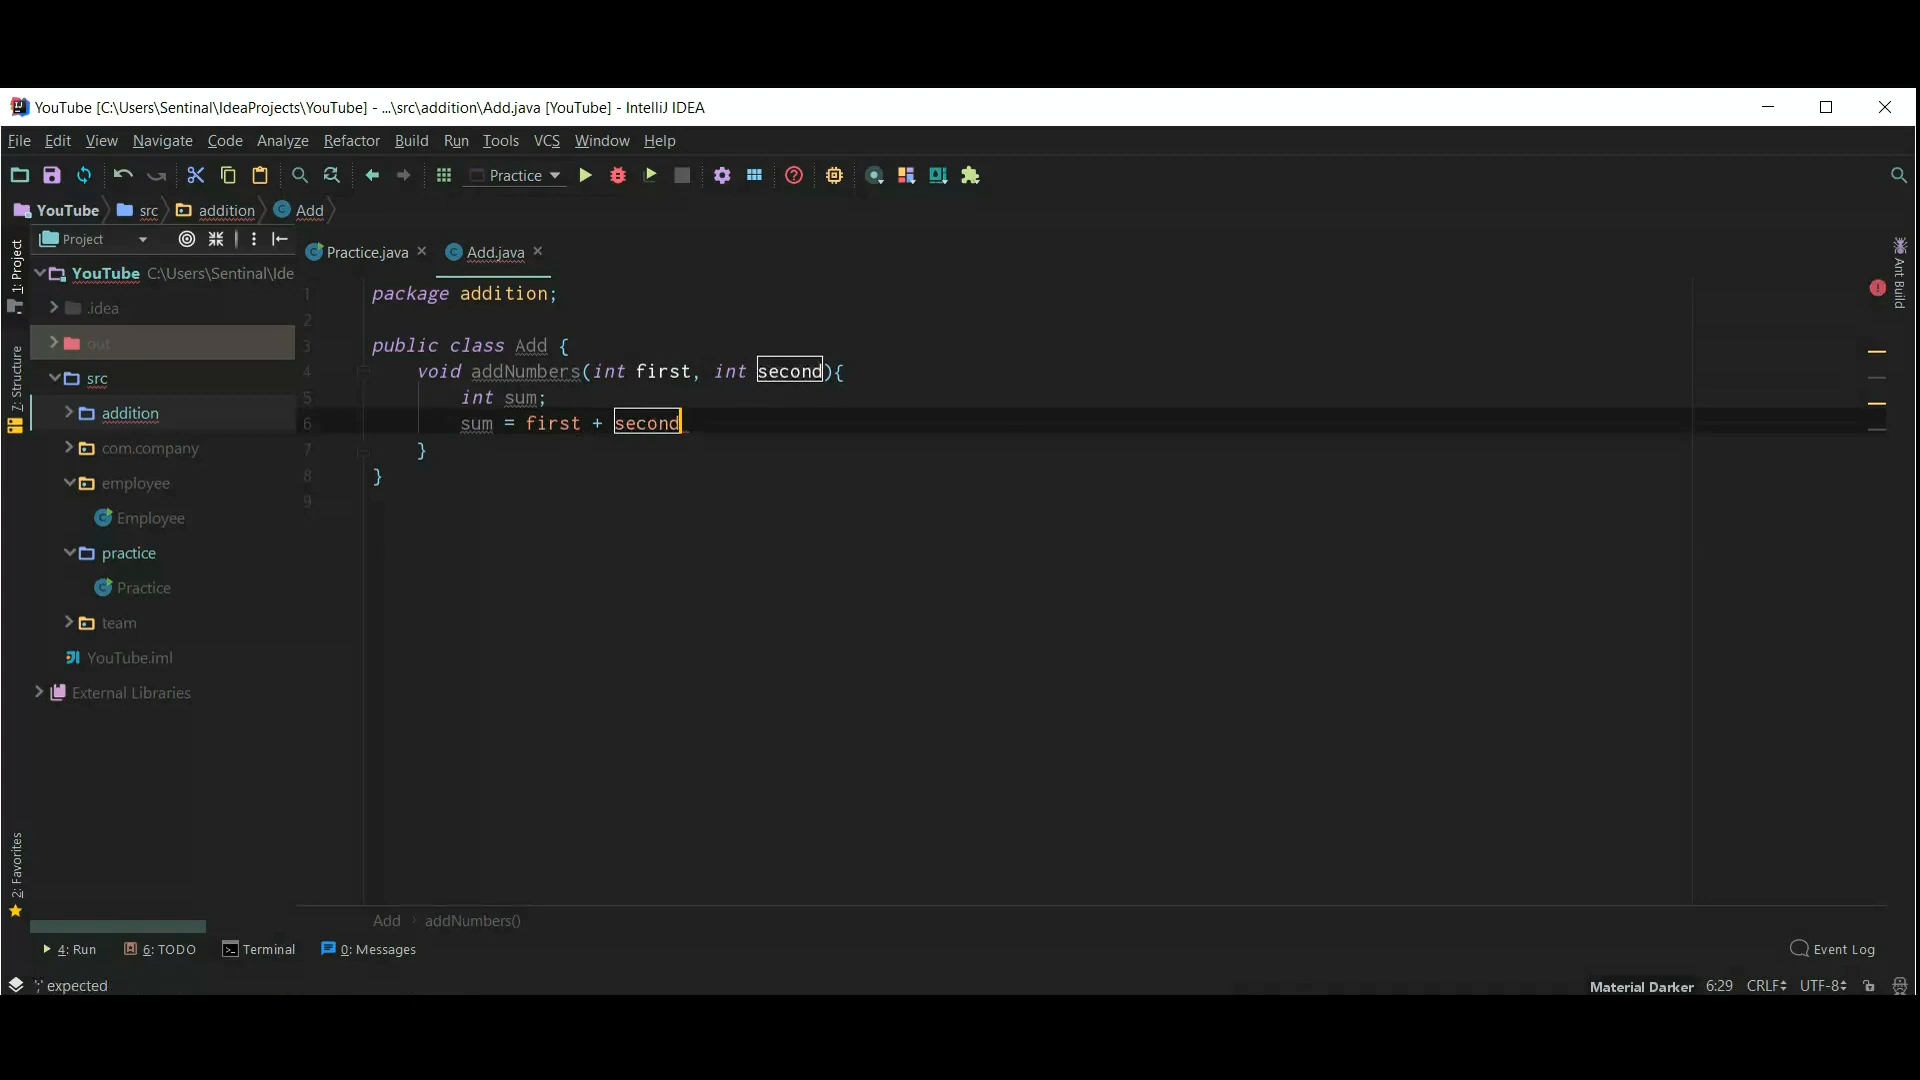 YouTube [C:\Users\Sentinal\IdeaProjects\YouTube] - ...\src\addition\Add.java [YouTube] - IntelliJ IDEA
File Edit View Navigate Code Analyze Refactor Build Run Tools VCS Window Help
Practice
YouTube src addition Add
Project
Practice.java Add.java
1: Project
Z: Structure
2: Favorites
Ant Build
YouTube C:\Users\Sentinal\Ide
.idea
out
src
addition
com.company
employee
Employee
practice
Practice
team
YouTube.iml
External Libraries
1 package addition;
2
3 public class Add {
4 void addNumbers(int first, int second){
5 int sum;
6 sum = first + second
7 }
8 }
9
Add › addNumbers()
4: Run 6: TODO Terminal 0: Messages Event Log
';' expected Material Darker 6:29 CRLF UTF-8